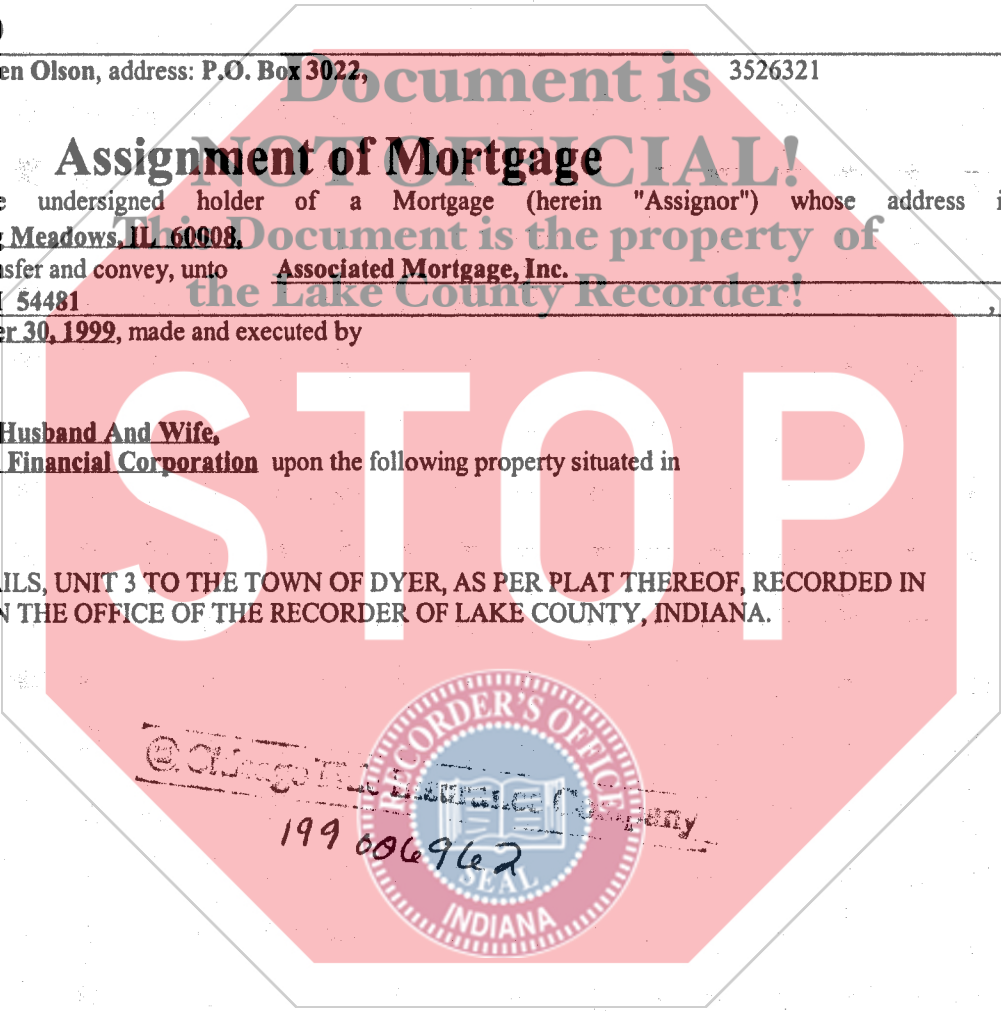 )
en Olson, address: P.O. Box 3022, 3526321
Document is
Assignment of Mortgage
NOT OFFICIAL!
e undersigned holder of a Mortgage (herein "Assignor") whose address i
g Meadows, IL 60008,
This Document is the property of
nsfer and convey, unto Associated Mortgage, Inc.
the Lake County Recorder!
I 54481 ,
er 30, 1999, made and executed by
STOP
Husband And Wife,
Financial Corporation upon the following property situated in
ILS, UNIT 3 TO THE TOWN OF DYER, AS PER PLAT THEREOF, RECORDED IN
N THE OFFICE OF THE RECORDER OF LAKE COUNTY, INDIANA.
RECORDER'S OFFICE
Chicago Title Insurance Company
199 006962
SEAL
INDIANA